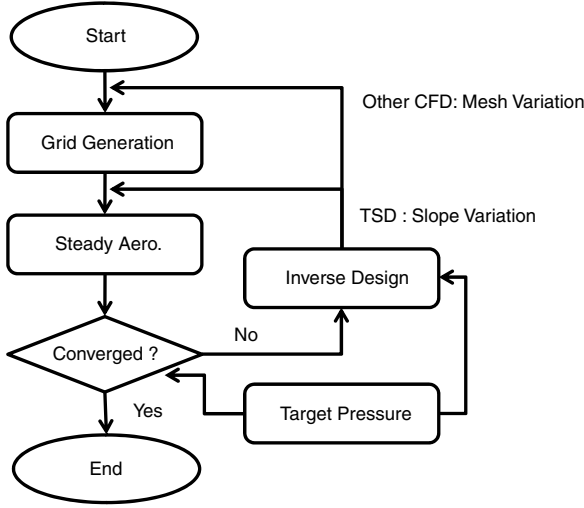 Start
Other CFD: Mesh Variation
Grid Generation
TSD : Slope Variation
Steady Aero.
Inverse Design
No
Converged ?
Yes
Target Pressure
End